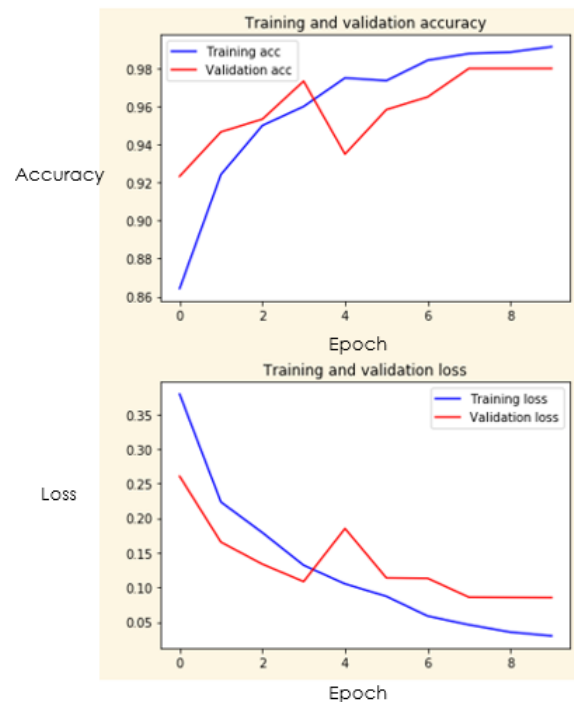 Training and validation accuracy
Training acc
Validation acc
0.98
0.96
0.94
0.92
0.90
0.88
0.86
Accuracy
0 2 4 6 8
Epoch
Training and validation loss
Training loss
Validation loss
0.35
0.30
0.25
0.20
0.15
0.10
0.05
Loss
0 2 4 6 8
Epoch